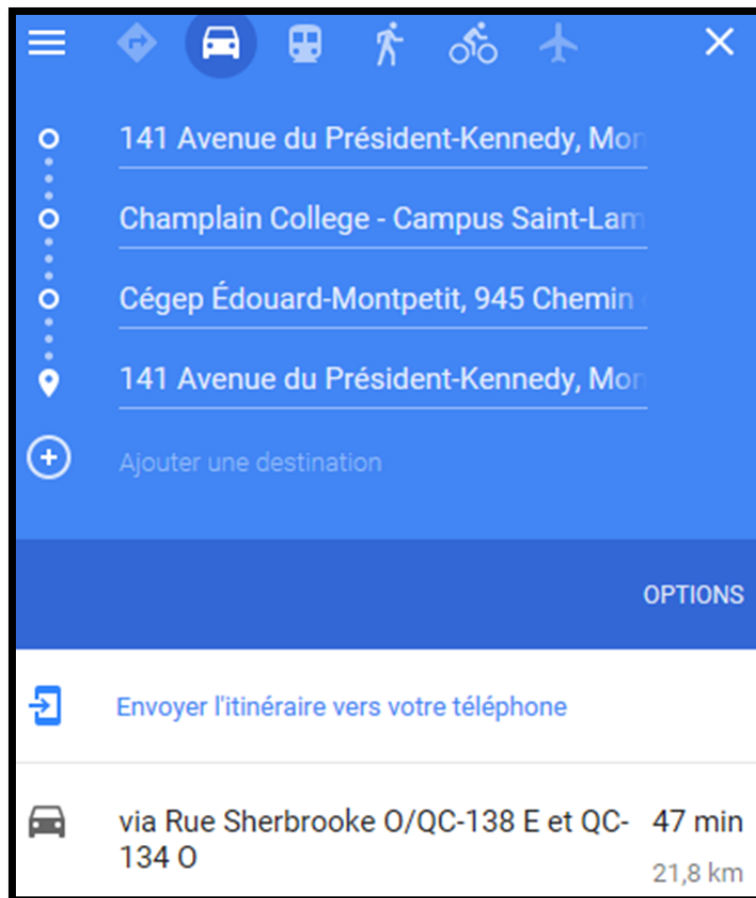 141 Avenue du Président-Kennedy, Mon
Champlain College - Campus Saint-Lam
Cégep Édouard-Montpetit, 945 Chemin
141 Avenue du Président-Kennedy, Mon
Ajouter une destination
OPTIONS
Envoyer l'itinéraire vers votre téléphone
via Rue Sherbrooke O/QC-138 E et QC- 47 min
134 O
21,8 km